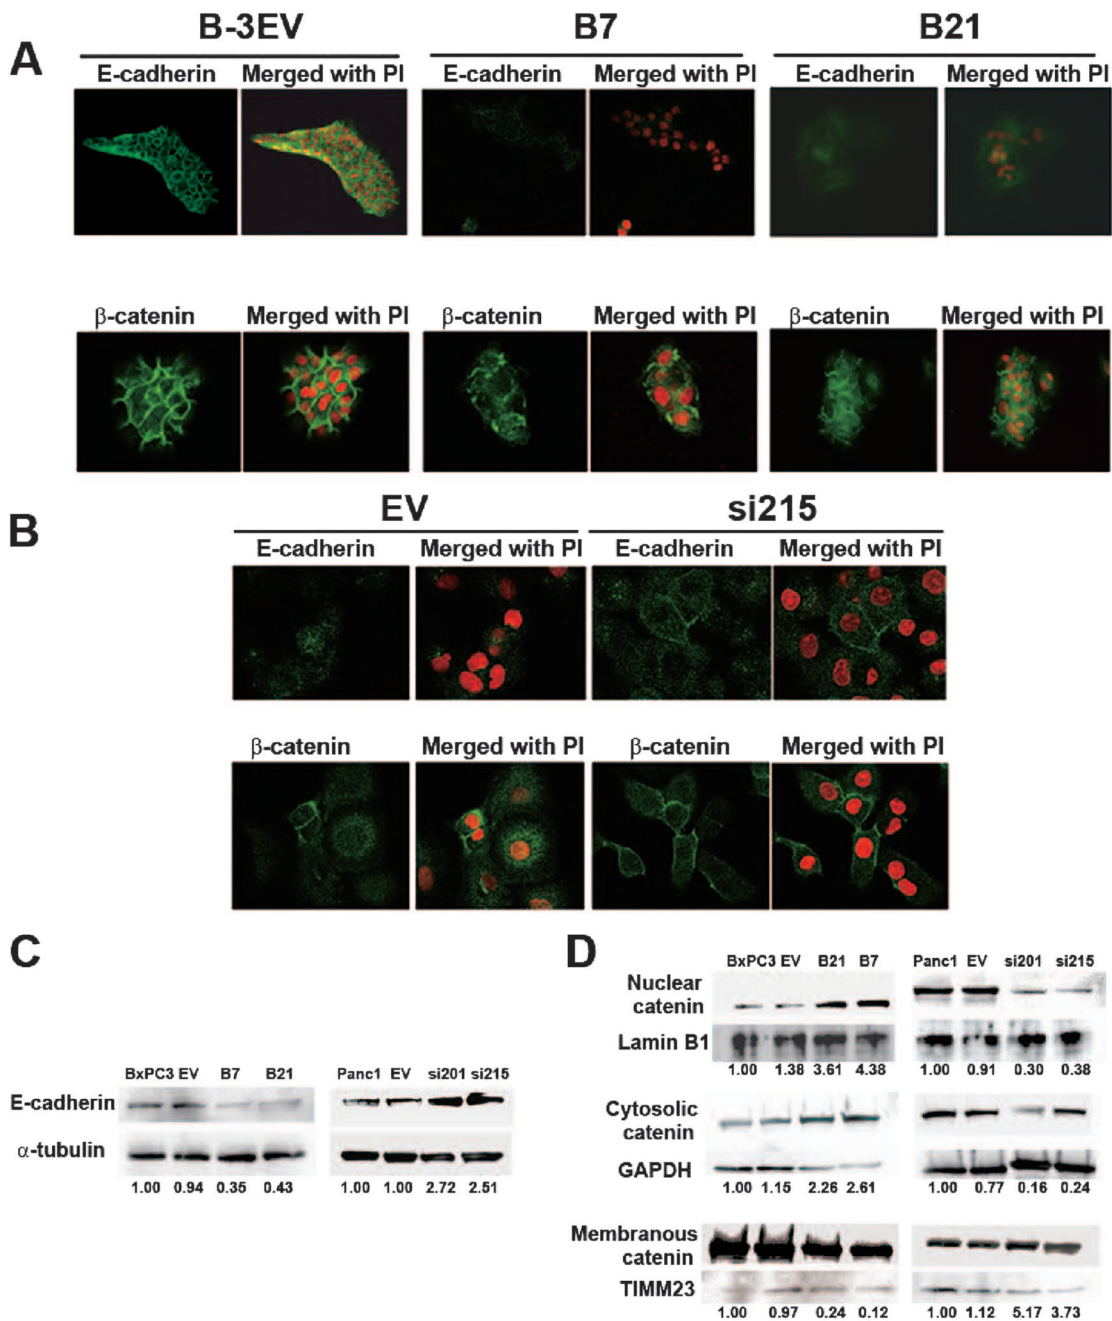 B-3EV B7 B21
A
E-cadherin Merged with PI E-cadherin Merged with PI E-cadherin Merged with PI
β-catenin Merged with PI β-catenin Merged with PI β-catenin Merged with PI
EV si215
B
E-cadherin Merged with PI E-cadherin Merged with PI
β-catenin Merged with PI β-catenin Merged with PI
C
BxPC3 EV B7 B21 Panc1 EV si201 si215
E-cadherin
α-tubulin
1.00 0.94 0.35 0.43 1.00 1.00 2.72 2.51
D
BxPC3 EV B21 B7 Panc1 EV si201 si215
Nuclear
catenin
Lamin B1
1.00 1.38 3.61 4.38 1.00 0.91 0.30 0.38
Cytosolic
catenin
GAPDH
1.00 1.15 2.26 2.61 1.00 0.77 0.16 0.24
Membranous
catenin
TIMM23
1.00 0.97 0.24 0.12 1.00 1.12 5.17 3.73